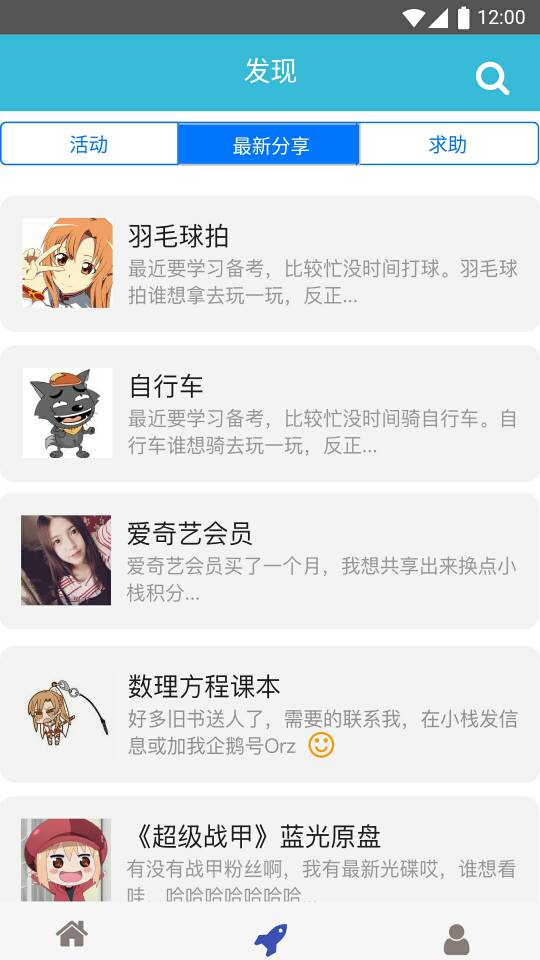 12:00
发现
活动
最新分享
求助
羽毛球拍
最近要学习备考，比较忙没时间打球。羽毛球
拍谁想拿去玩一玩，反正...
自行车
最近要学习备考，比较忙没时间骑自行车。自
行车谁想骑去玩一玩，反正...
爱奇艺会员
爱奇艺会员买了一个月，我想共享出来换点小
栈积分...
数理方程课本
好多旧书送人了，需要的联系我，在小栈发信
息或加我企鹅号Orz
《超级战甲》蓝光原盘
有没有战甲粉丝啊，我有最新光碟哎，谁想看
哇，哈哈哈哈哈哈哈...